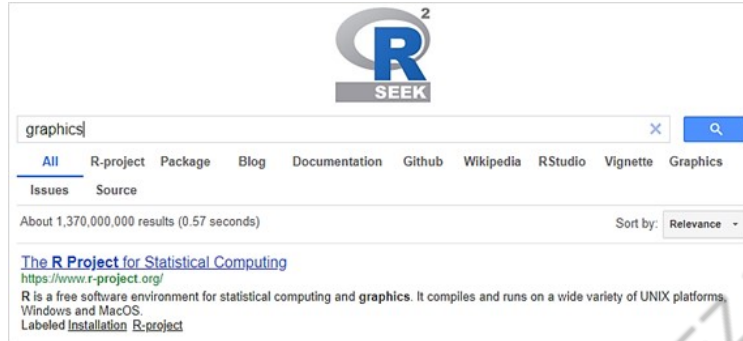 R 2
SEEK
graphics
All R-project Package Blog Documentation Github Wikipedia RStudio Vignette Graphics
Issues Source
About 1,370,000,000 results (0.57 seconds) Sort by: Relevance
The R Project for Statistical Computing
https://www.r-project.org/
R is a free software environment for statistical computing and graphics. It compiles and runs on a wide variety of UNIX platforms,
Windows and MacOS.
Labeled Installation R-project